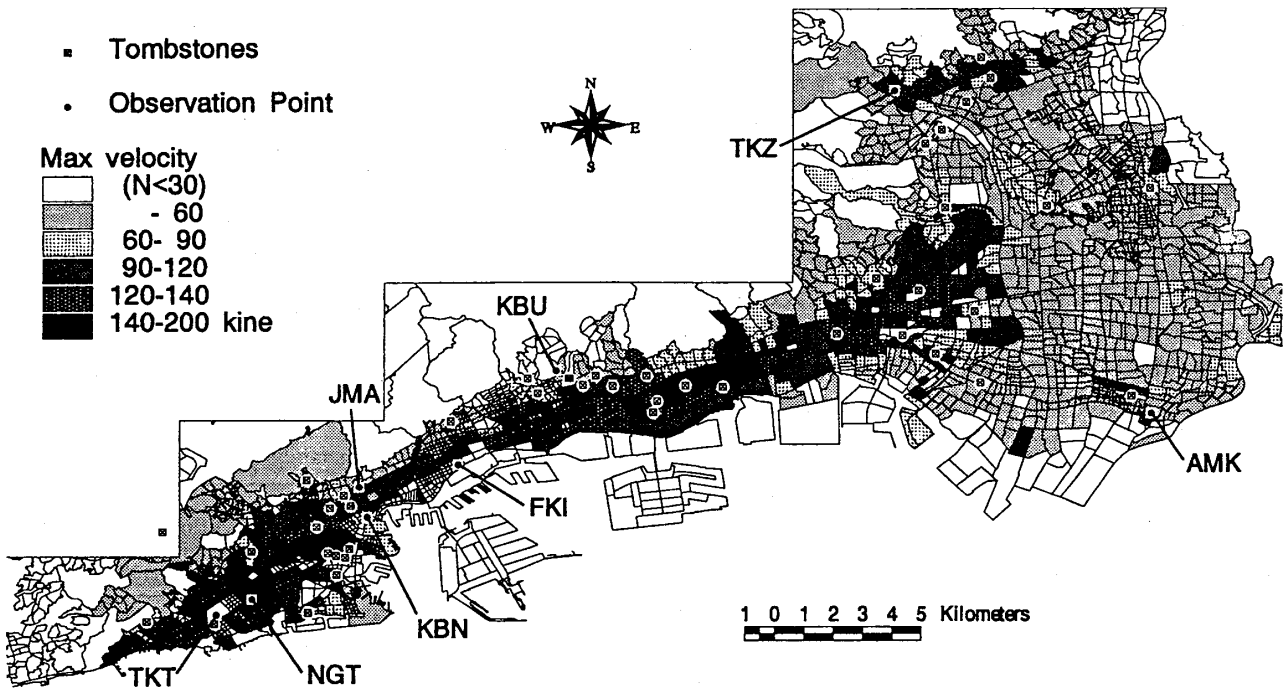 Tombstones
Observation Point
Max velocity
(N<30)
- 60
60- 90
90-120
120-140
140-200 kine
N
W
E
S
TKZ
KBU
JMA
FKI
AMK
KBN
TKT
NGT
1 0 1 2 3 4 5 Kilometers